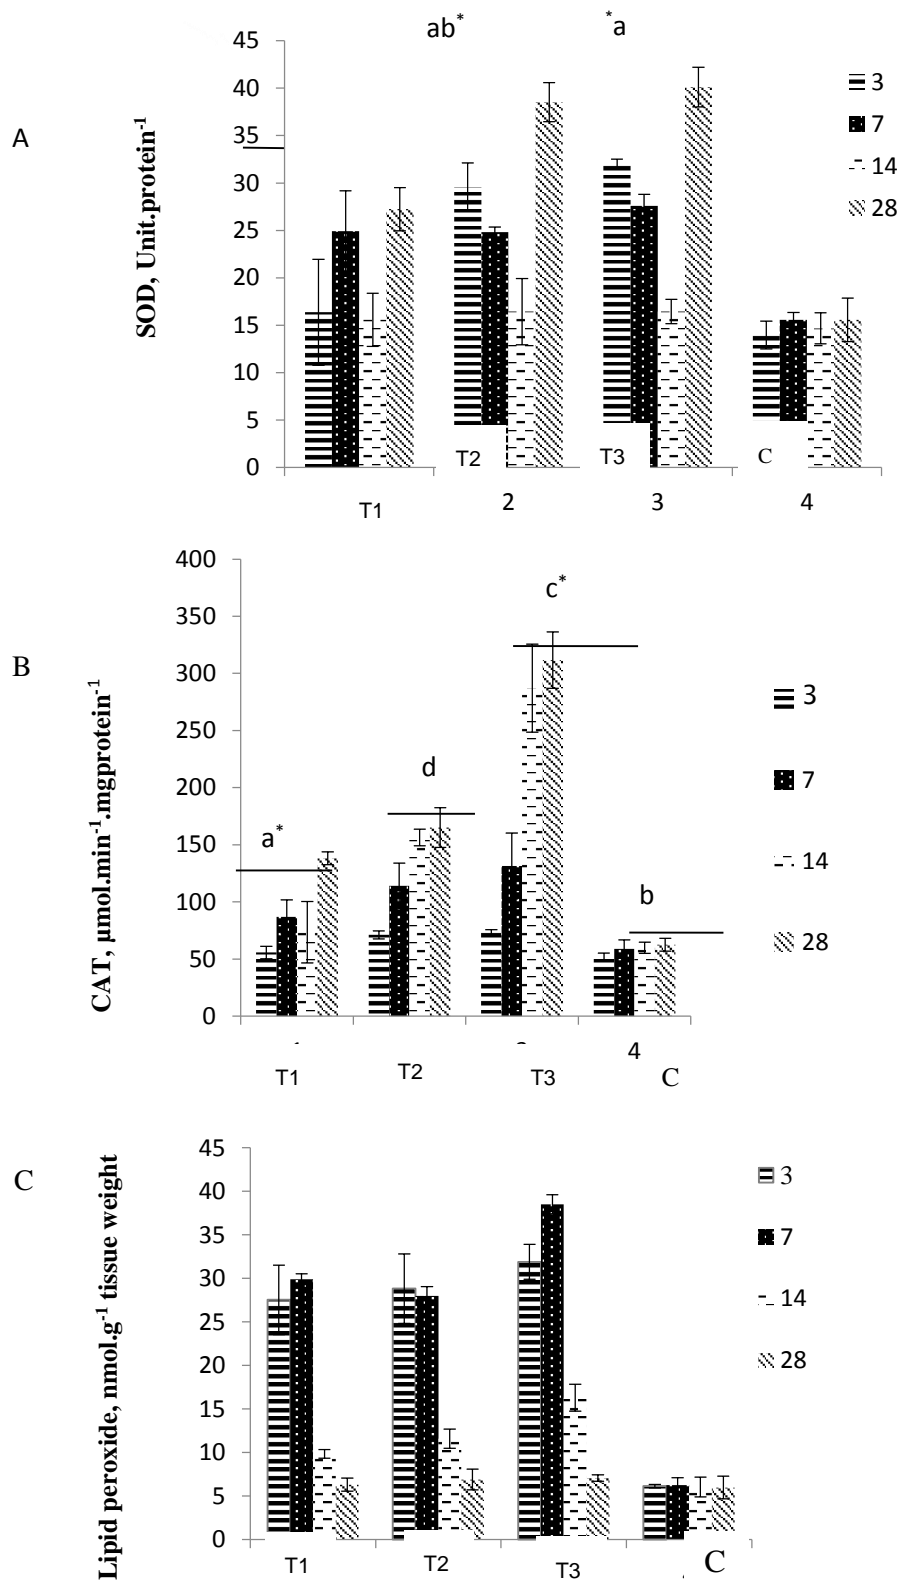 ab* *a
45
40
35
30
25
20
15
10
5
0
A
SOD, Unit.protein-1
3
7
14
28
T2 T3 C
T1 2 3 4
400
350
300
250
200
150
100
50
0
B
CAT, µmol.min-1.mgprotein-1
c*
d
a*
b
3
7
14
28
4
T1 T2 T3 C
45
40
35
30
25
20
15
10
5
0
C
Lipid peroxide, nmol.g-1 tissue weight
3
7
14
28
T1 T2 T3 C